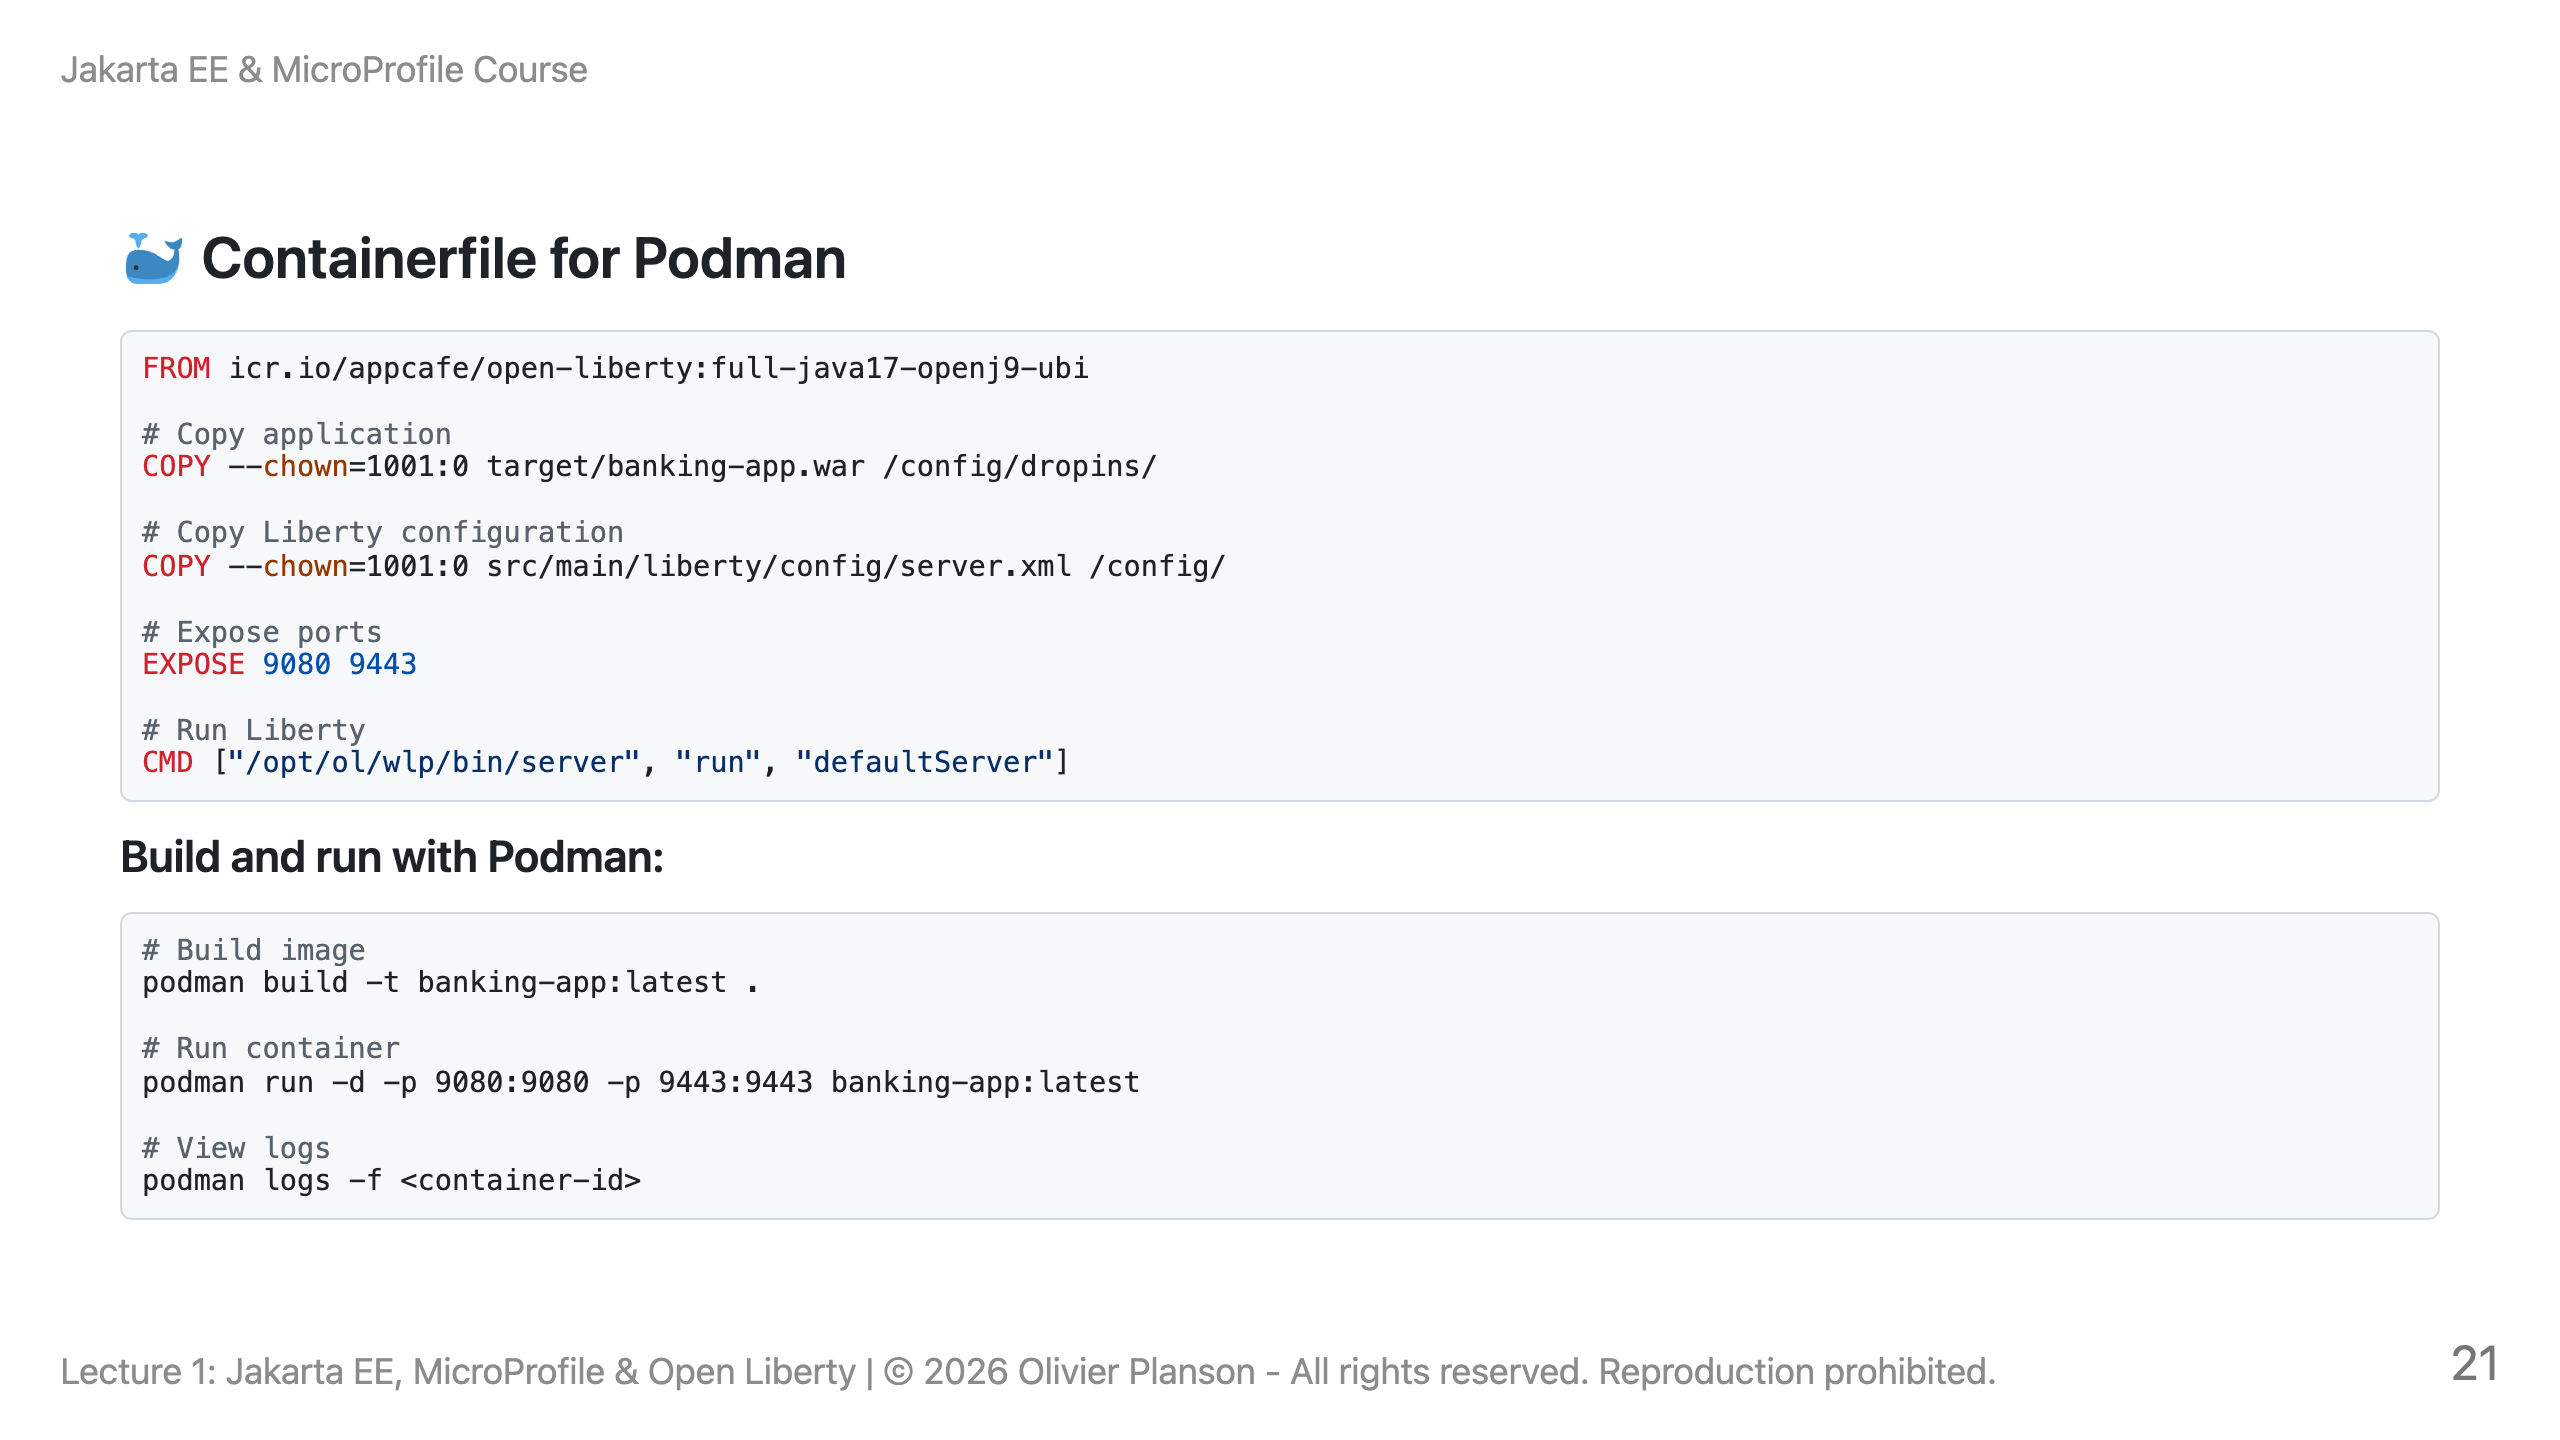 Jakarta EE & MicroProfile Course
🐳 Containerfile for Podman
FROM icr.io/appcafe/open-liberty:full-java17-openj9-ubi
# Copy application
COPY --chown=1001:0 target/banking-app.war /config/dropins/
# Copy Liberty configuration
COPY --chown=1001:0 src/main/liberty/config/server.xml /config/
# Expose ports
EXPOSE 9080 9443
# Run Liberty
CMD ["/opt/ol/wlp/bin/server", "run", "defaultServer"]
Build and run with Podman:
# Build image
podman build -t banking-app:latest .
# Run container
podman run -d -p 9080:9080 -p 9443:9443 banking-app:latest
# View logs
podman logs -f <container-id>
Lecture 1: Jakarta EE, MicroProfile & Open Liberty | © 2026 Olivier Planson - All rights reserved. Reproduction prohibited.
21